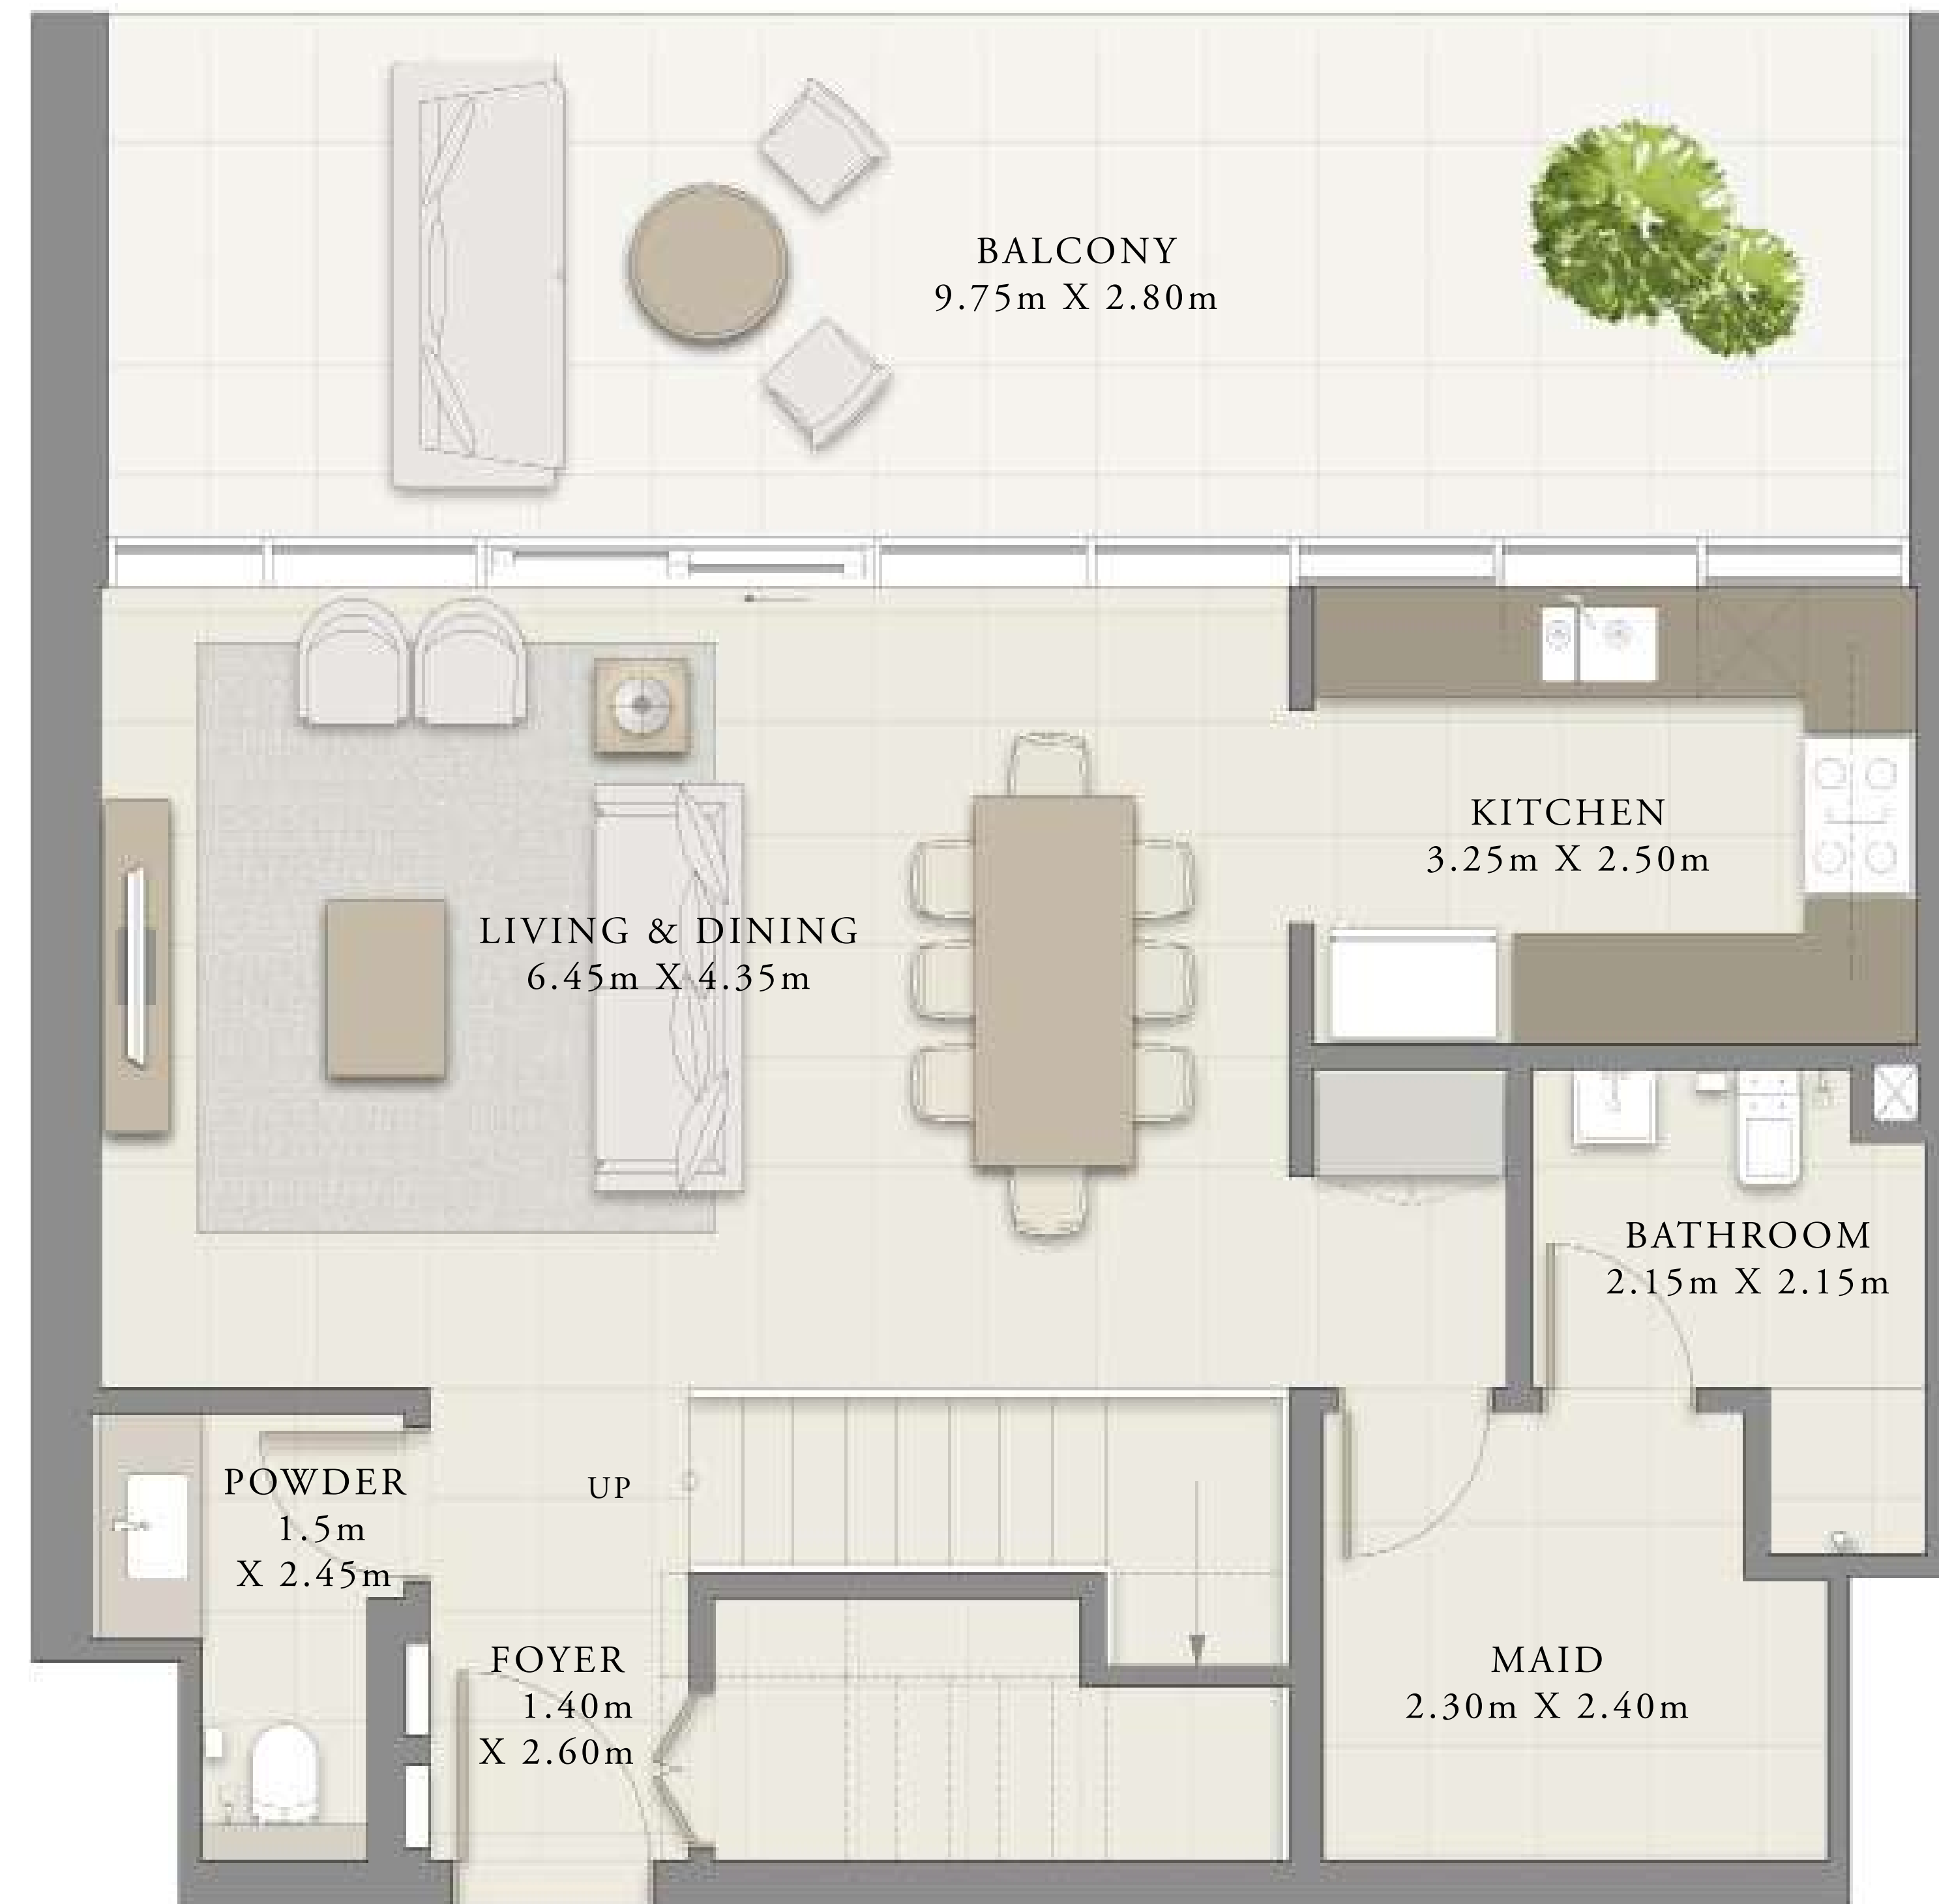 BALCONY
9.75m X 2.80m
KITCHEN
3.25m X 2.50m
LIVING & DINING
6.45m X 4.35m
BATHROOM
2.15m X 2.15m
POWDER
1.5m
X 2.45m
UP
FOYER
1.40m
X 2.60m
MAID
2.30m X 2.40m